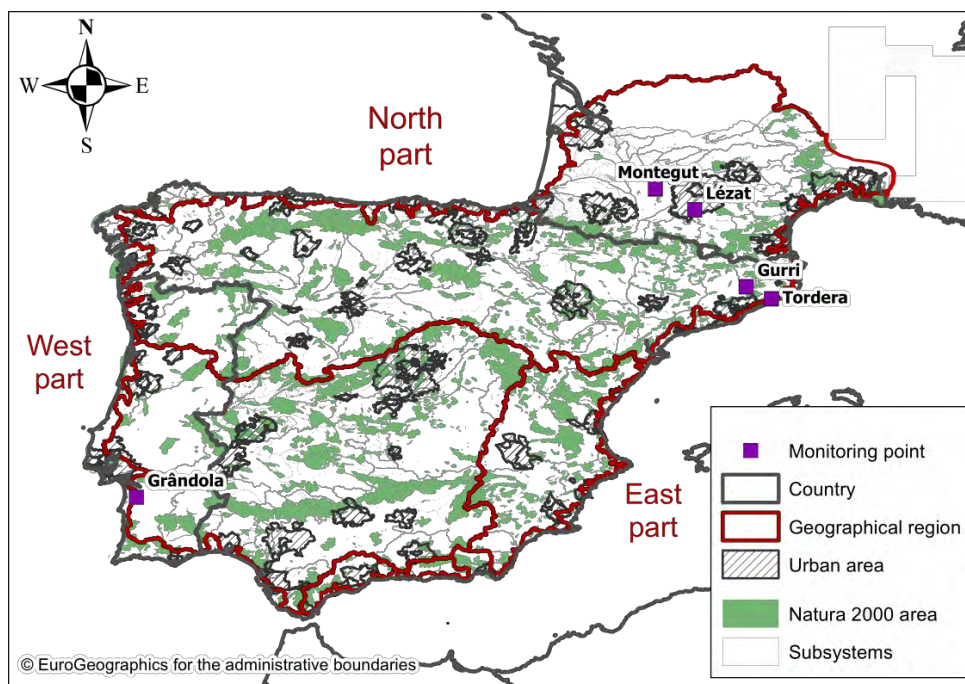 N
W
E
S
North
part
Montegut
Lézat
Gurri
Tordera
West
part
Grândola
East
part
Monitoring point
Country
Geographical region
Urban area
Natura 2000 area
Subsystems
© EuroGeographics for the administrative boundaries